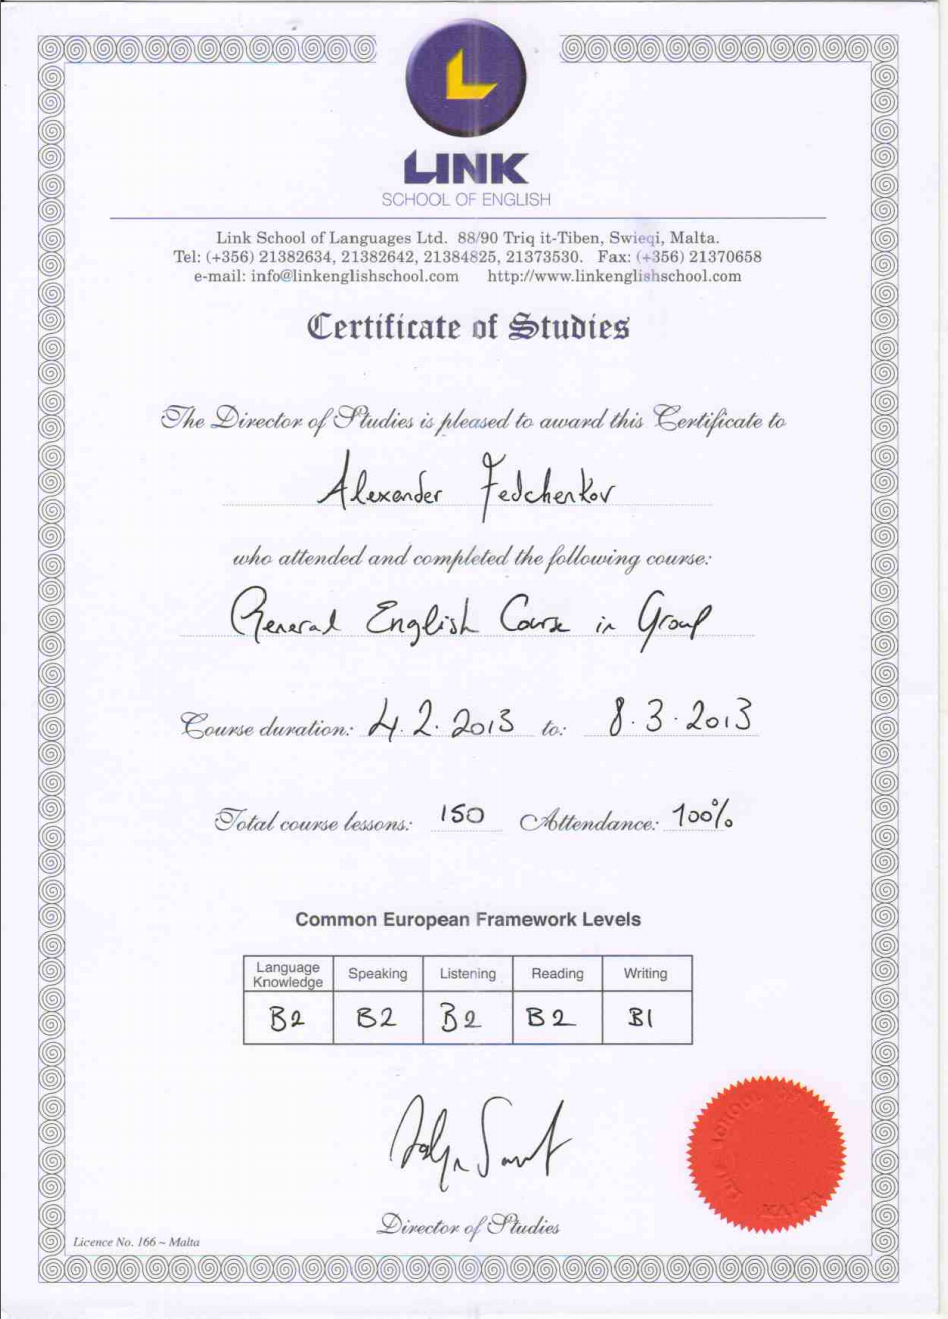 L
LINK
SCHOOL OF ENGLISH
Link School of Languages Ltd. 88/90 Triq it-Tiben, Swieqi, Malta.
Tel: (+356) 21382634, 21382642, 21384825, 21373530. Fax: (+356) 21370658
e-mail: info@linkenglishschool.com http://www.linkenglishschool.com
Certificate of Studies
The Director of Studies is pleased to award this Certificate to
Alexander Fedchenkov
who attended and completed the following course:
General English Course in Group
Course duration: 4.2.2013 to: 8.3.2013
Total course lessons: 150 Attendance: 100%
Common European Framework Levels
Language Knowledge Speaking Listening Reading Writing
B2 B2 B2 B2 B1
Director of Studies
Licence No. 166 ~ Malta